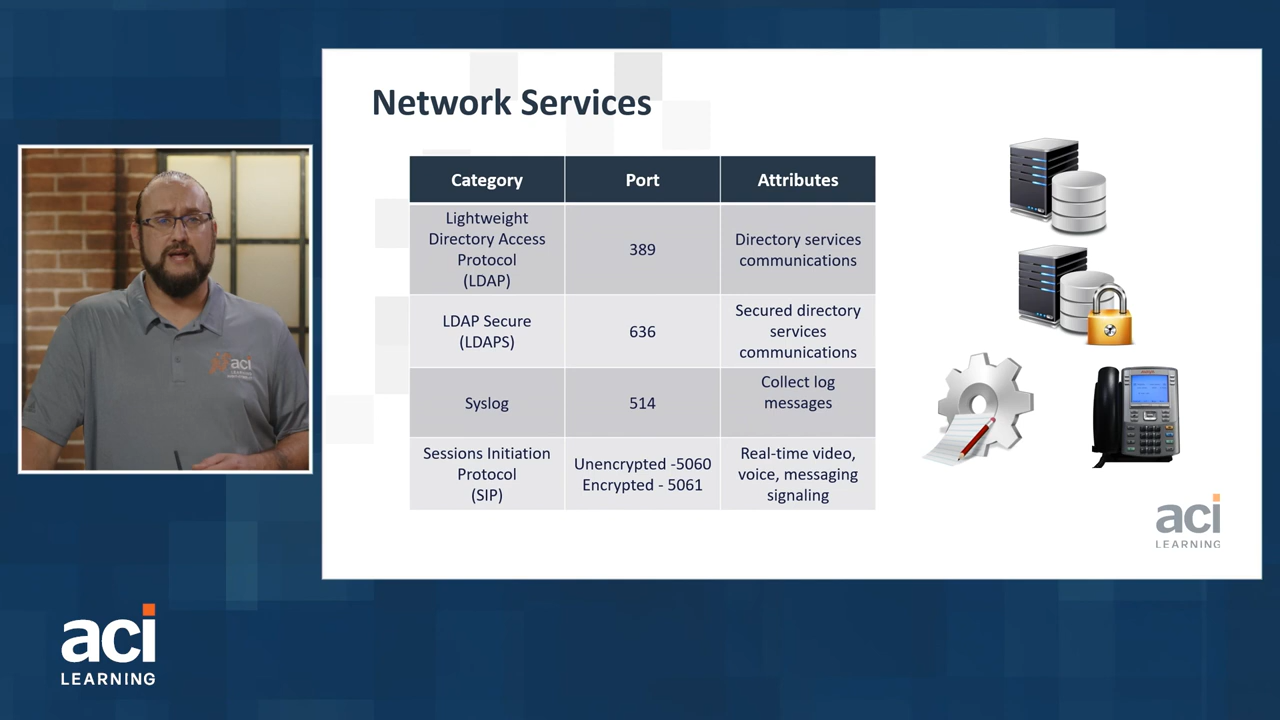 Network Services
Category
Port
Attributes
Lightweight
Directory Access
Protocol
(LDAP)
389
Directory services
communications
LDAP Secure
(LDAPS)
636
Secured directory
services
communications
Syslog
514
Collect log
messages
Sessions Initiation
Protocol
(SIP)
Unencrypted -5060
Encrypted - 5061
Real-time video,
voice, messaging
signaling
aci
LEARNING
aci
aci
LEARNING